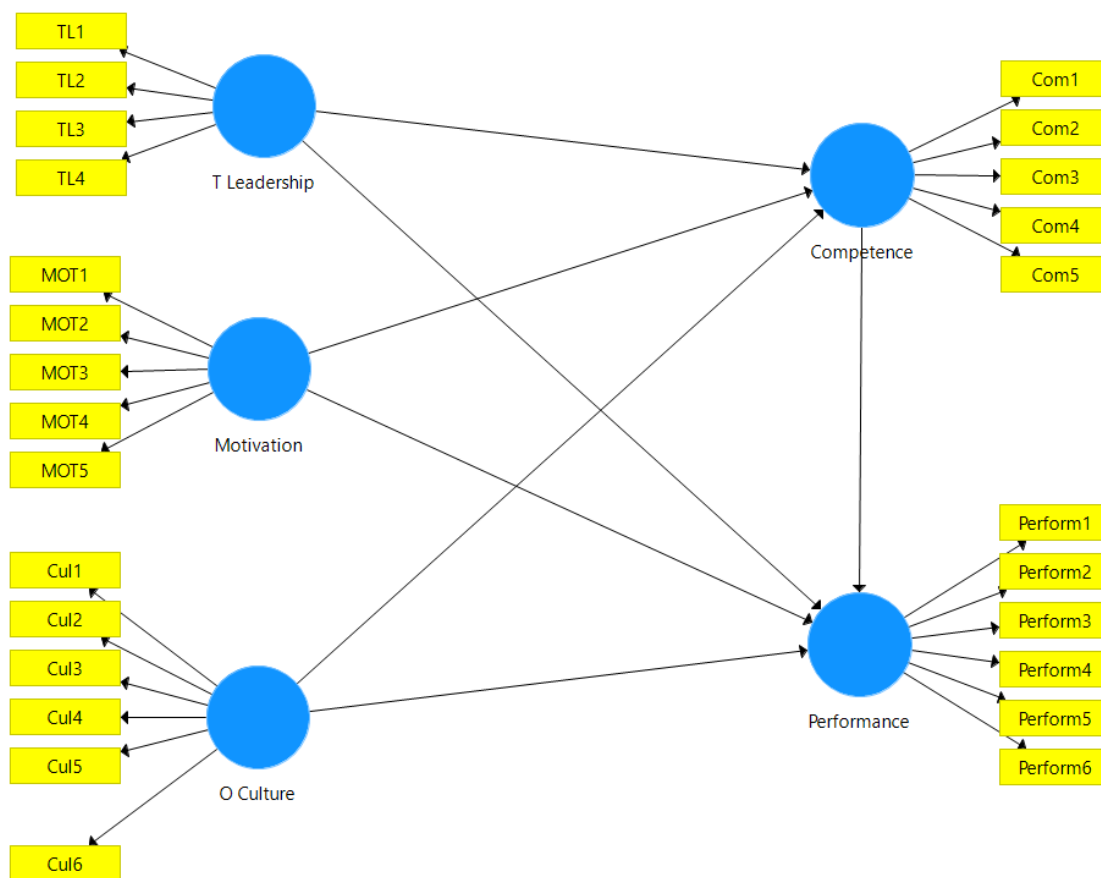 TL1
TL2
TL3
TL4
T Leadership
MOT1
MOT2
MOT3
MOT4
MOT5
Motivation
Cul1
Cul2
Cul3
Cul4
Cul5
O Culture
Cul6
Com1
Com2
Com3
Com4
Com5
Competence
Perform1
Perform2
Perform3
Perform4
Perform5
Perform6
Performance